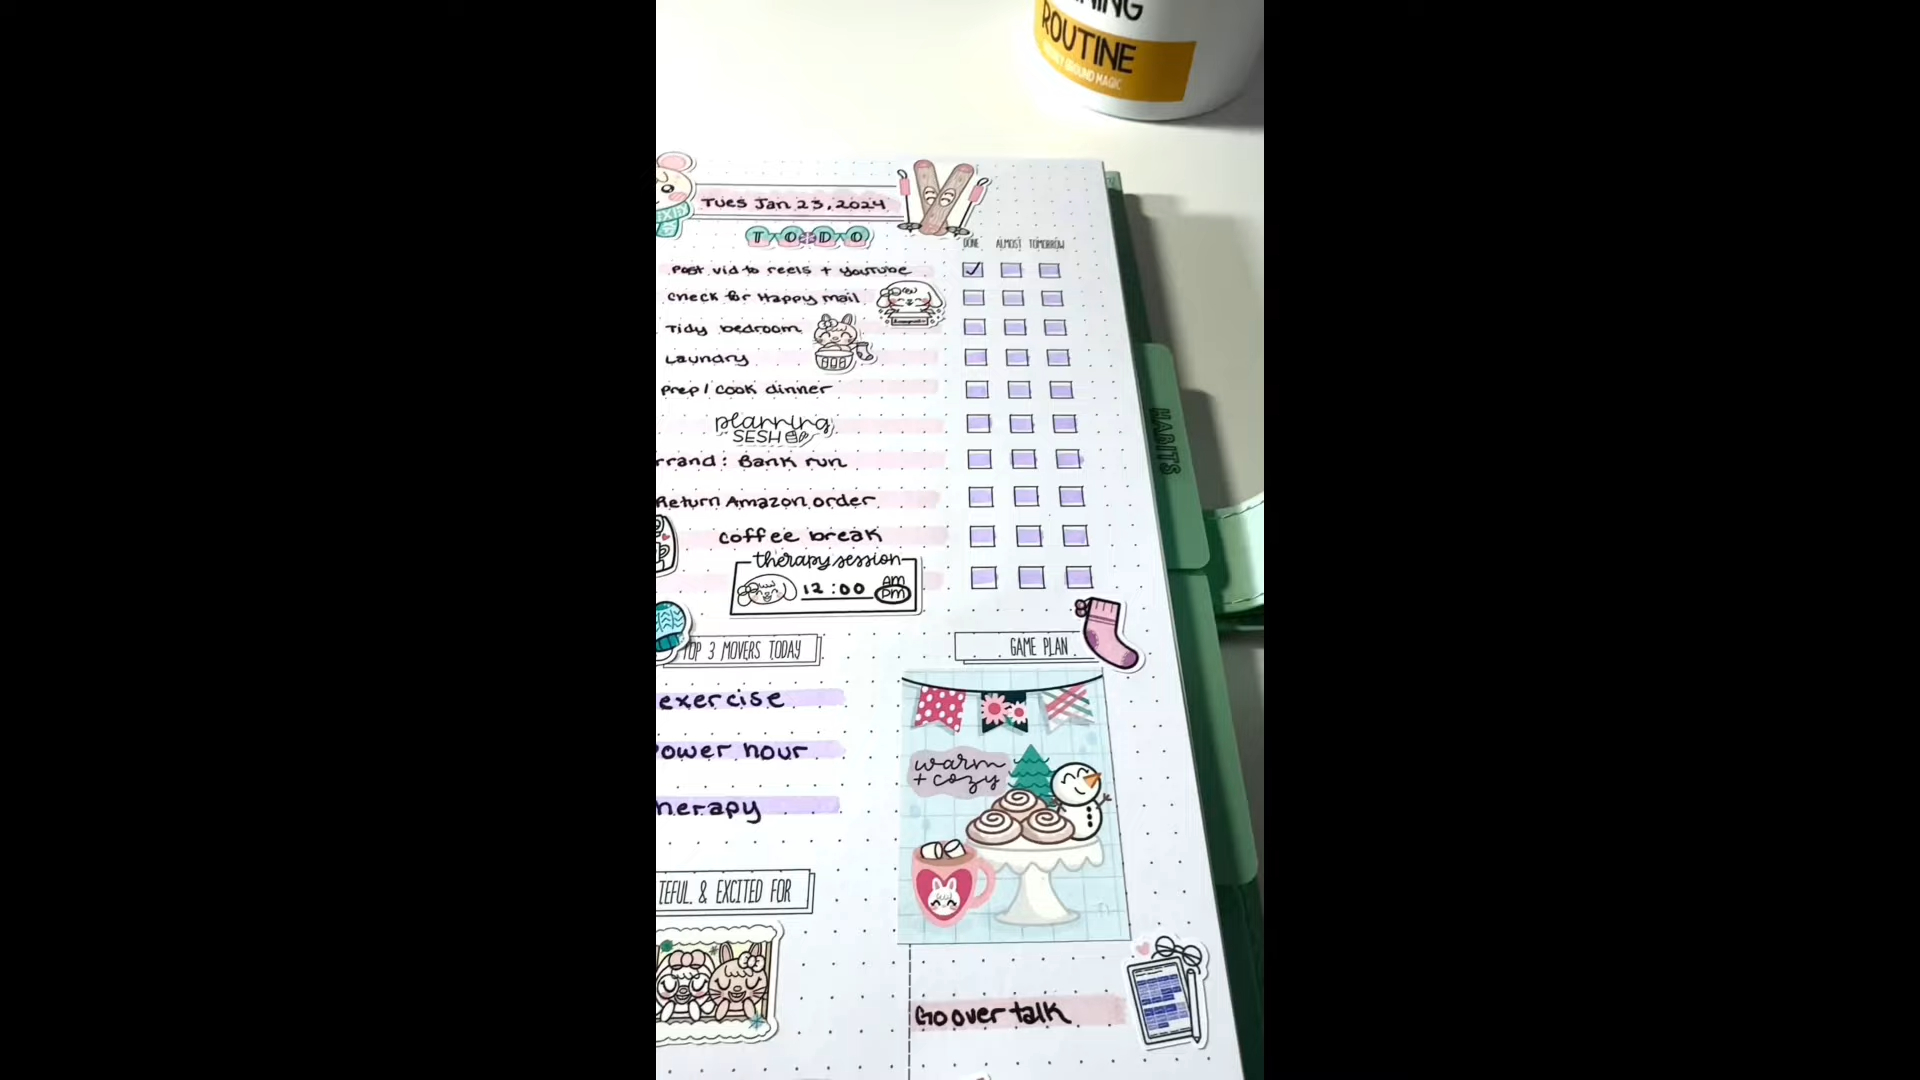 ROUTINE
GROUND MAGIC
Tues Jan 23, 2024
TO DO
DONE ALMOST TOMORROW
Post vid to reels + YouTube
Check for Happy mail
Tidy bedroom
Laundry
prep / cook dinner
planning
SESH
rrand: Bank run
Return Amazon order
coffee break
therapy session
12:00 AM
PM
TOP 3 MOVERS TODAY
GAME PLAN
exercise
ower hour
herapy
warm
+ cozy
TEFUL & EXCITED FOR
Go over talk
HABITS